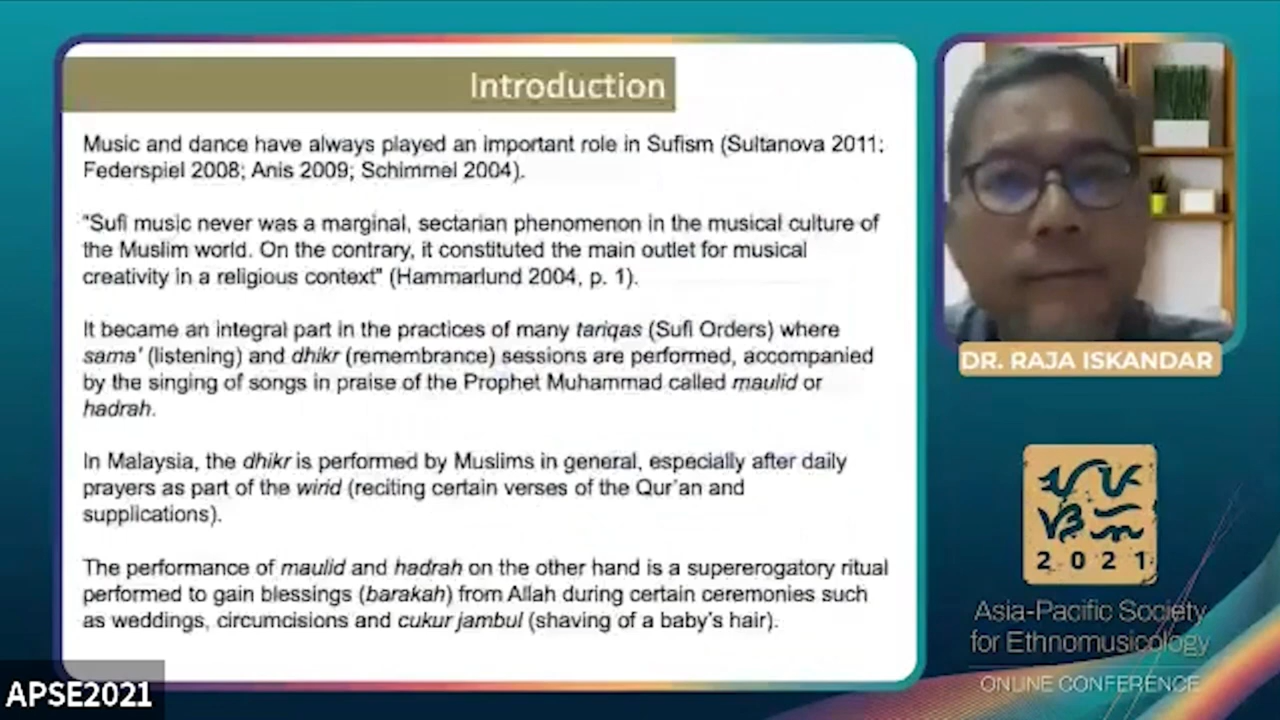 Introduction
Music and dance have always played an important role in Sufism (Sultanova 2011;
Federspiel 2008; Anis 2009; Schimmel 2004).
"Sufi music never was a marginal, sectarian phenomenon in the musical culture of
the Muslim world. On the contrary, it constituted the main outlet for musical
creativity in a religious context" (Hammarlund 2004, p. 1).
It became an integral part in the practices of many tariqas (Sufi Orders) where
sama' (listening) and dhikr (remembrance) sessions are performed, accompanied
by the singing of songs in praise of the Prophet Muhammad called maulid or
hadrah.
In Malaysia, the dhikr is performed by Muslims in general, especially after daily
prayers as part of the wirid (reciting certain verses of the Qur'an and
supplications).
The performance of maulid and hadrah on the other hand is a supererogatory ritual
performed to gain blessings (barakah) from Allah during certain ceremonies such
as weddings, circumcisions and cukur jambul (shaving of a baby's hair).
DR. RAJA ISKANDAR
2021
Asia-Pacific Society
for Ethnomusicology
ONLINE CONFERENCE
APSE2021